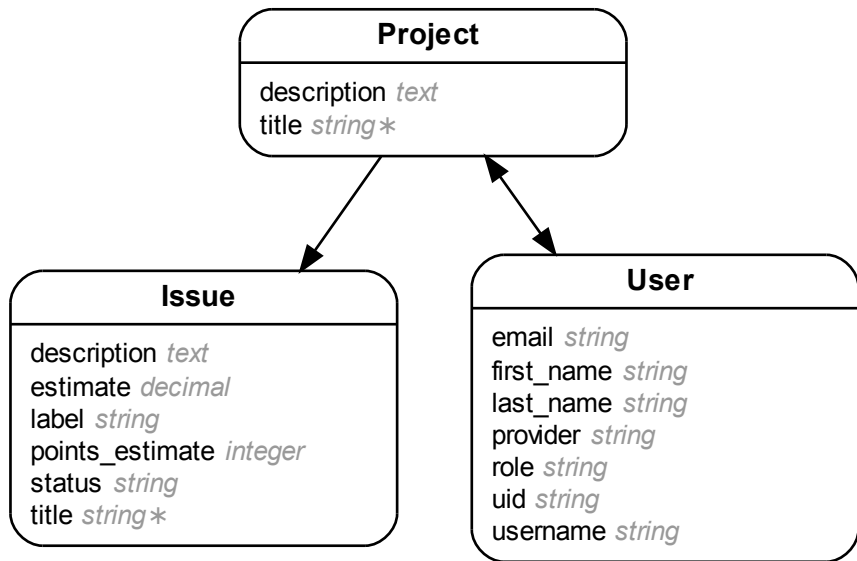 Project
description text
title string*
Issue
description text
estimate decimal
label string
points_estimate integer
status string
title string*
User
email string
first_name string
last_name string
provider string
role string
uid string
username string